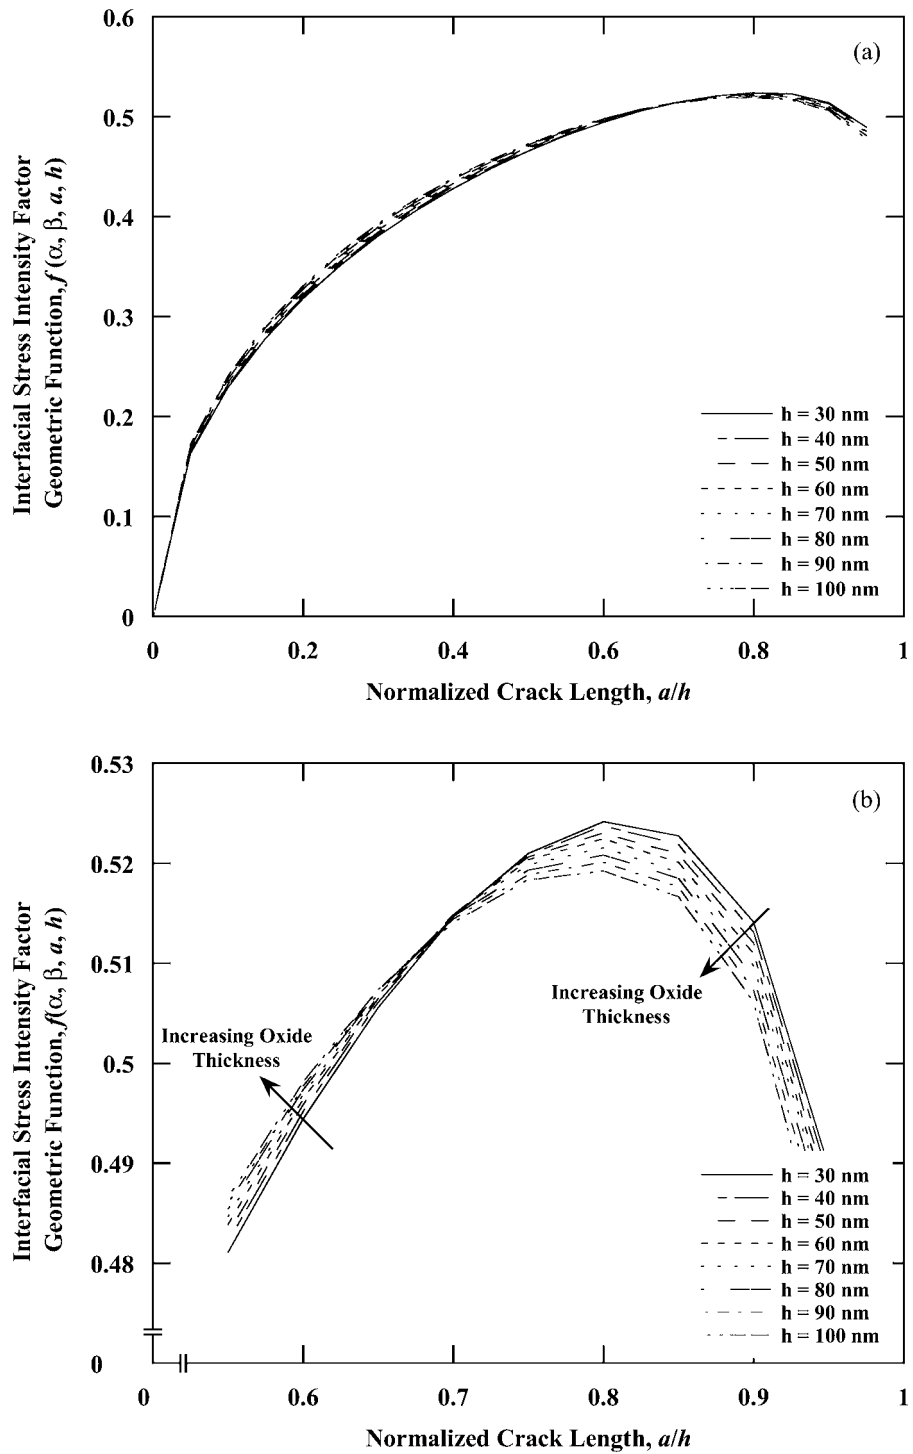 (a)
0.6
0.5
0.4
0.3
0.2
0.1
0
Interfacial Stress Intensity Factor
Geometric Function, f(α, β, a, h)
h = 30 nm
h = 40 nm
h = 50 nm
h = 60 nm
h = 70 nm
h = 80 nm
h = 90 nm
h = 100 nm
0 0.2 0.4 0.6 0.8 1
Normalized Crack Length, a/h
(b)
0.53
0.52
0.51
0.5
0.49
0.48
0
Interfacial Stress Intensity Factor
Geometric Function, f(α, β, a, h)
Increasing Oxide
Thickness
Increasing Oxide
Thickness
h = 30 nm
h = 40 nm
h = 50 nm
h = 60 nm
h = 70 nm
h = 80 nm
h = 90 nm
h = 100 nm
0 0.6 0.7 0.8 0.9 1
Normalized Crack Length, a/h